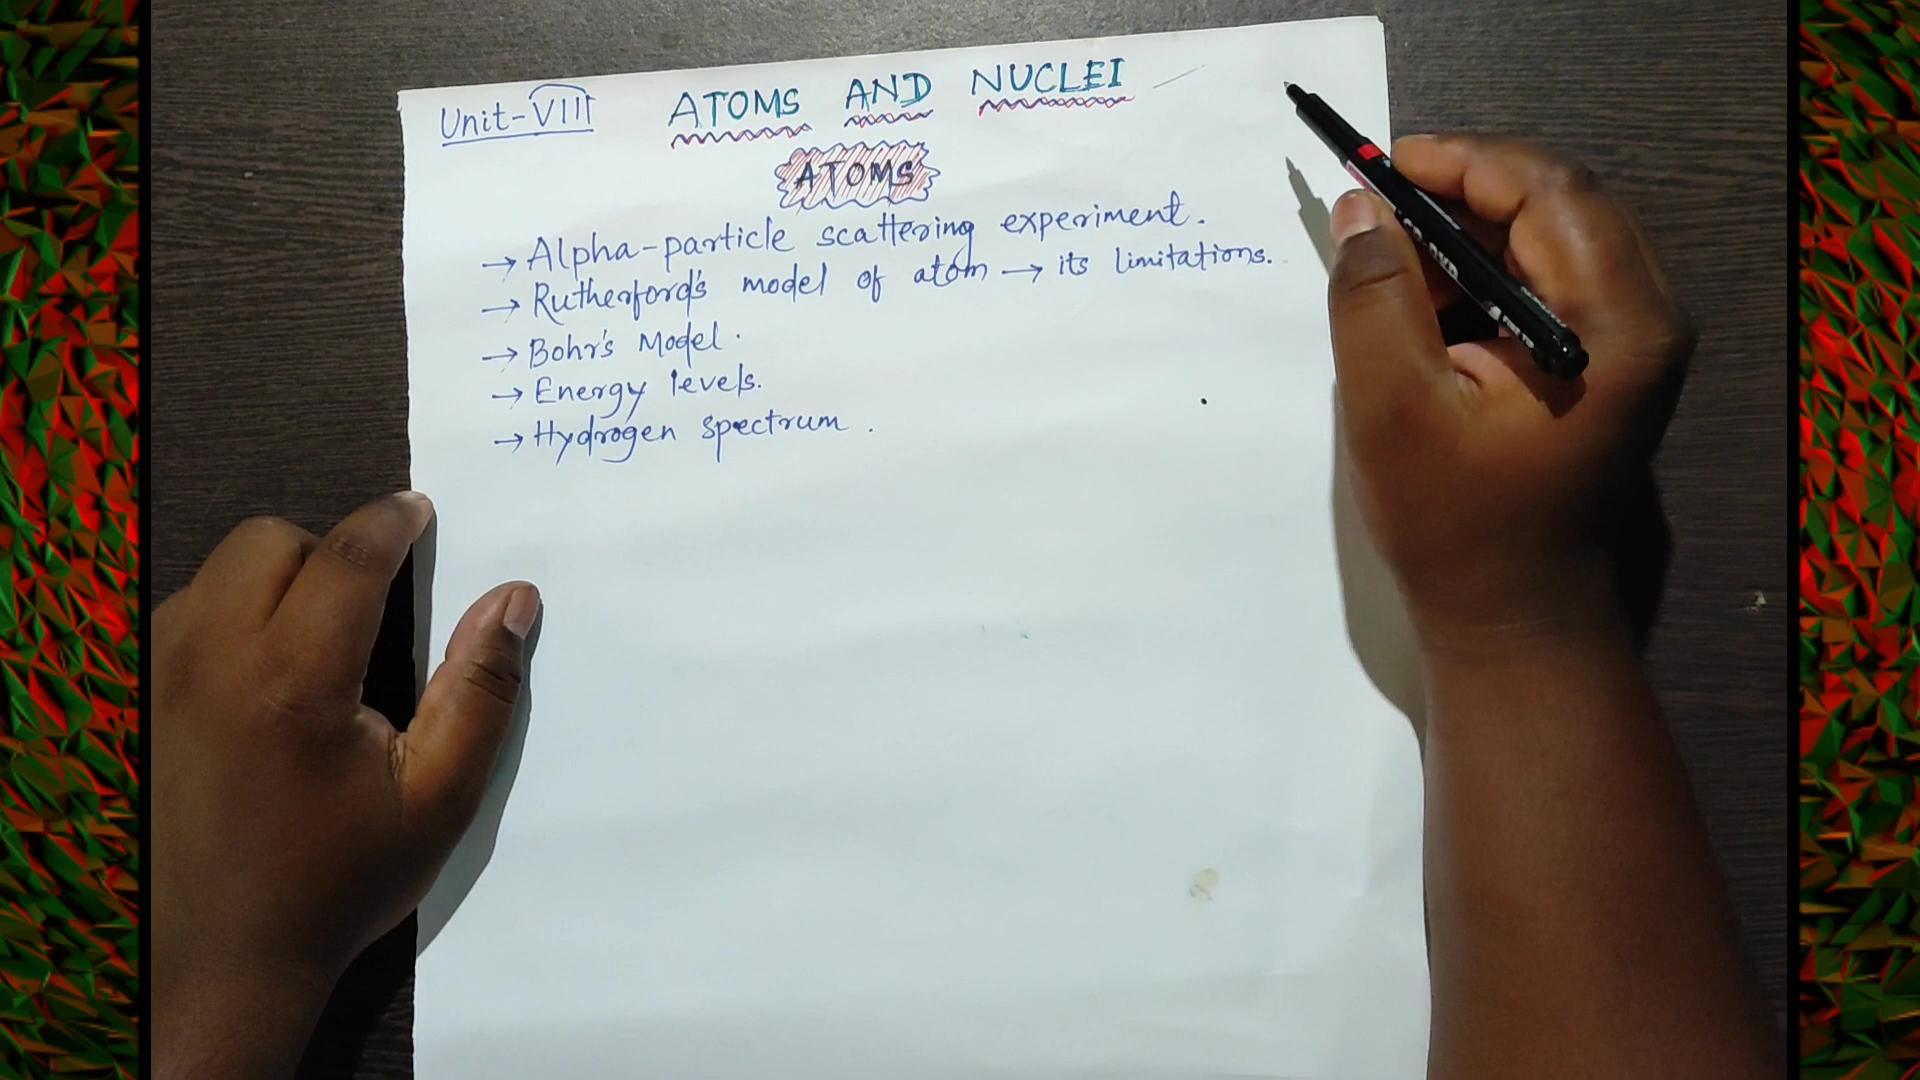 Unit-VIII ATOMS AND NUCLEI
ATOMS
→ Alpha-particle scattering experiment.
→ Rutherford's model of atom → its limitations.
→ Bohr's Model.
→ Energy levels.
→ Hydrogen spectrum.